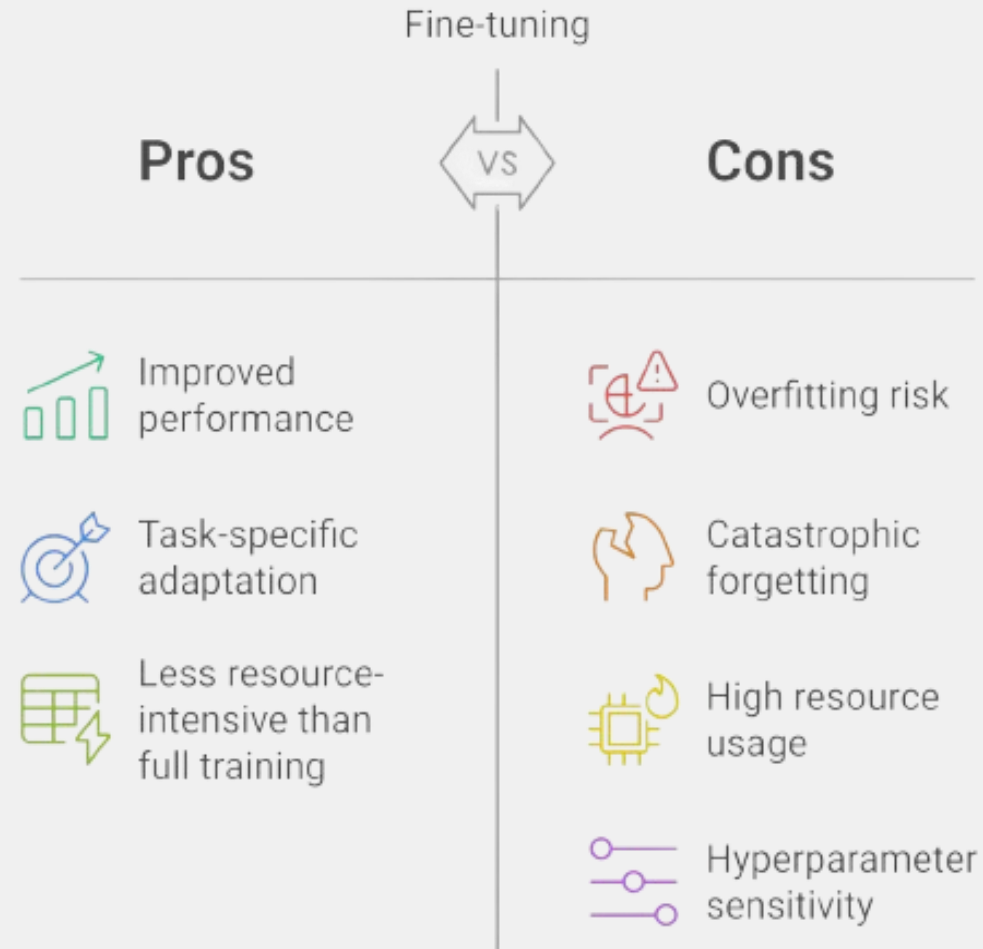 Fine-tuning
Pros
VS
Cons
Improved
performance
Task-specific
adaptation
Less resource-
intensive than
full training
Overfitting risk
Catastrophic
forgetting
High resource
usage
Hyperparameter
sensitivity